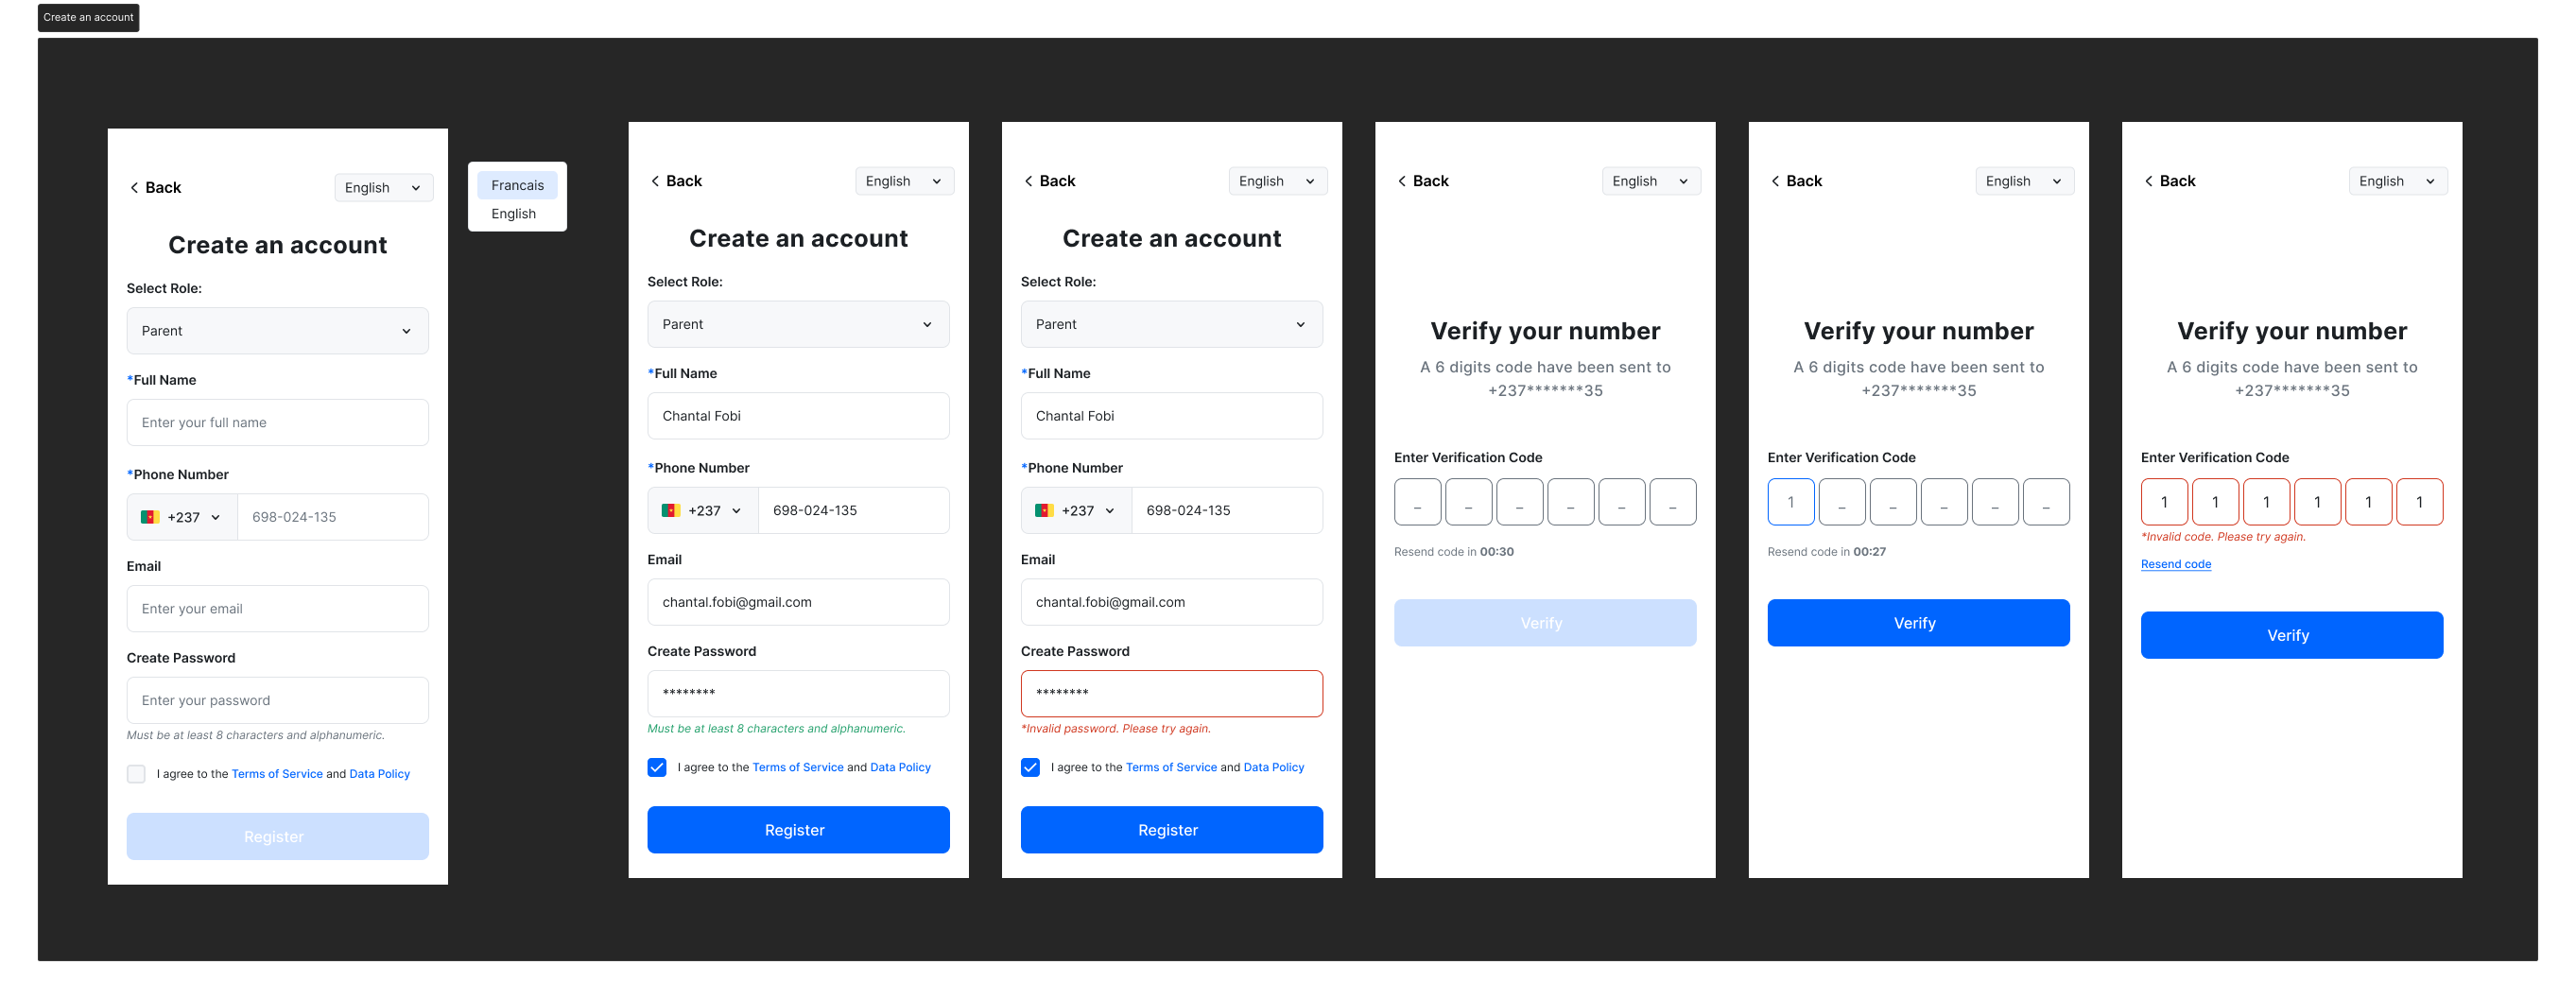 Create an account
Back
English
Create an account
Select Role:
Parent
*Full Name
Enter your full name
*Phone Number
+237
698-024-135
Email
Enter your email
Create Password
Enter your password
Must be at least 8 characters and alphanumeric.
I agree to the Terms of Service and Data Policy
Register
Francais
English
Back
English
Create an account
Select Role:
Parent
*Full Name
Chantal Fobi
*Phone Number
+237
698-024-135
Email
chantal.fobi@gmail.com
Create Password
********
Must be at least 8 characters and alphanumeric.
I agree to the Terms of Service and Data Policy
Register
Back
English
Create an account
Select Role:
Parent
*Full Name
Chantal Fobi
*Phone Number
+237
698-024-135
Email
chantal.fobi@gmail.com
Create Password
********
*Invalid password. Please try again.
I agree to the Terms of Service and Data Policy
Register
Back
English
Verify your number
A 6 digits code have been sent to
+237*******35
Enter Verification Code
_ _ _ _ _ _
Resend code in 00:30
Verify
Back
English
Verify your number
A 6 digits code have been sent to
+237*******35
Enter Verification Code
1 _ _ _ _ _
Resend code in 00:27
Verify
Back
English
Verify your number
A 6 digits code have been sent to
+237*******35
Enter Verification Code
1 1 1 1 1 1
*Invalid code. Please try again.
Resend code
Verify